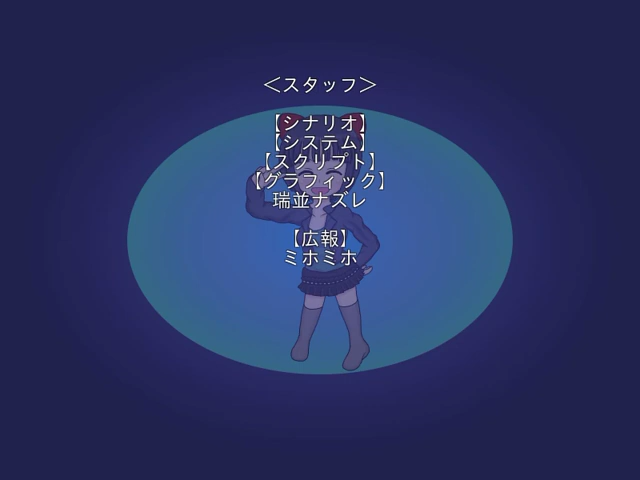 ＜スタッフ＞
【シナリオ】
【システム】
【スクリプト】
【グラフィック】
瑞並ナズレ
【広報】
ミホミホ